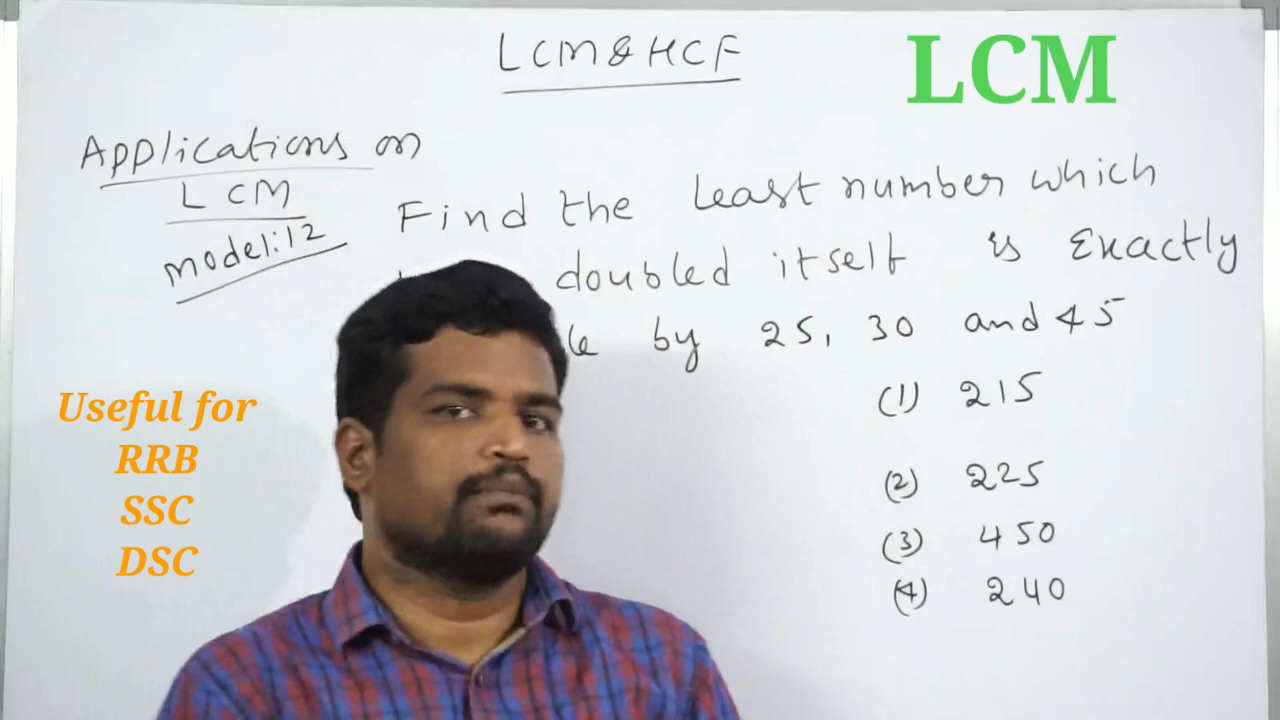 LCM & HCF
LCM
Applications on
LCM
model:12
Find the Least number which
doubled itself is Exactly
by 25, 30 and 45
(1) 215
(2) 225
(3) 450
(4) 240
Useful for
RRB
SSC
DSC